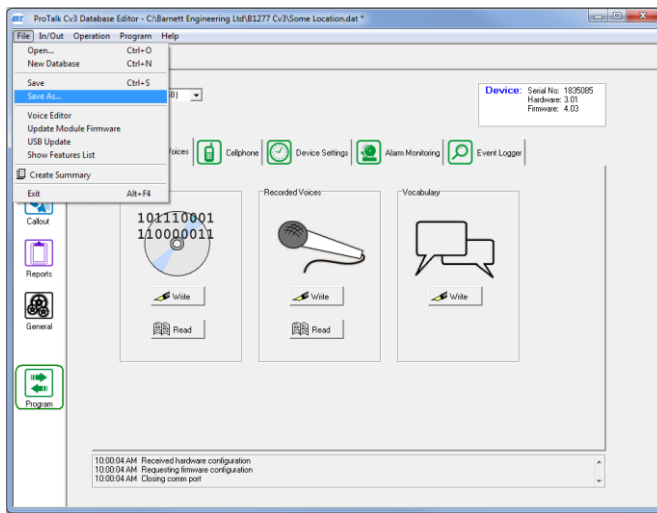 ProTalk Cv3 Database Editor - C:\Barnett Engineering Ltd\B1277 Cv3\Some Location.dat *
File In/Out Operation Program Help
Open... Ctrl+O
New Database Ctrl+N
Save Ctrl+S
Save As...
Voice Editor
Update Module Firmware
USB Update
Show Features List
Create Summary
Exit Alt+F4
Device: Serial No: 1835085
Hardware: 3.01
Firmware: 4.03
Voices Cellphone Device Settings Alarm Monitoring Event Logger
Callout
Reports
General
Program
101110001
110000011
Write
Read
Recorded Voices
Write
Read
Vocabulary
Write
10:00:04 AM Received hardware configuration
10:00:04 AM Requesting firmware configuration
10:00:04 AM Closing comm port